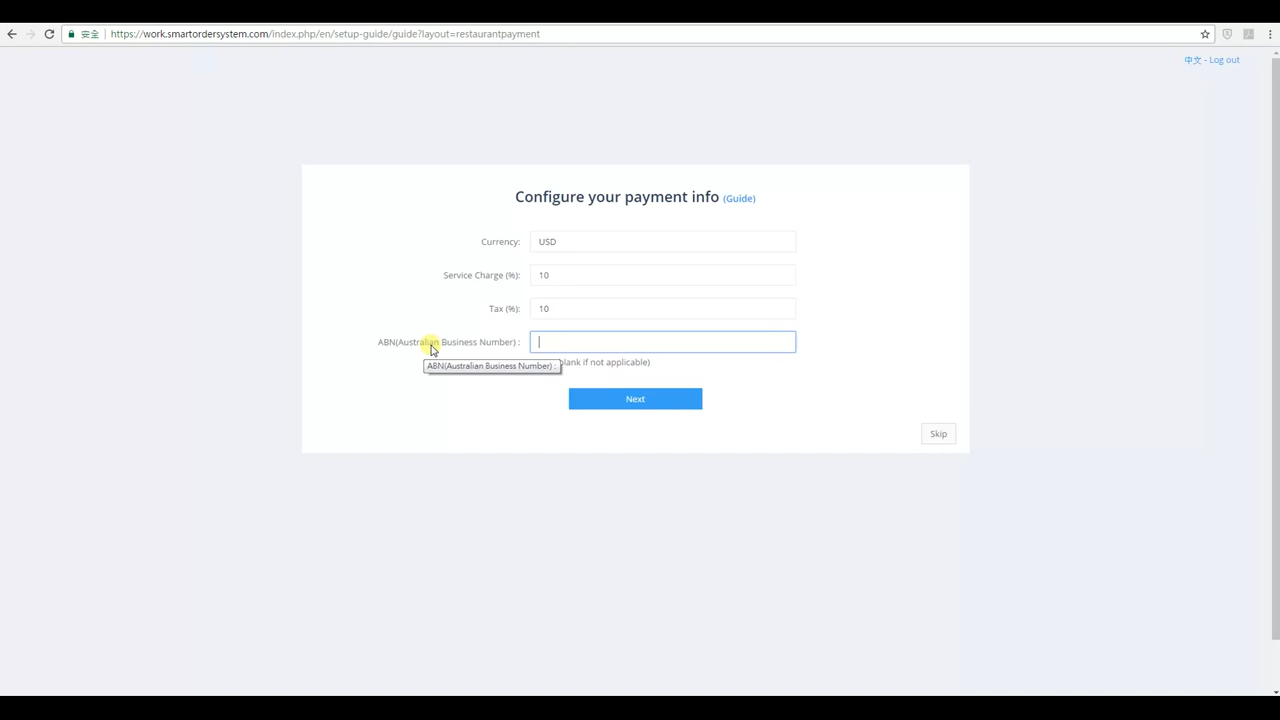 安全
https://work.smartordersystem.com/index.php/en/setup-guide/guide?layout=restaurantpayment
中文 - Log out
Configure your payment info (Guide)
Currency: USD
Service Charge (%): 10
Tax (%): 10
ABN(Australian Business Number) :
ABN(Australian Business Number) :
blank if not applicable)
Next
Skip